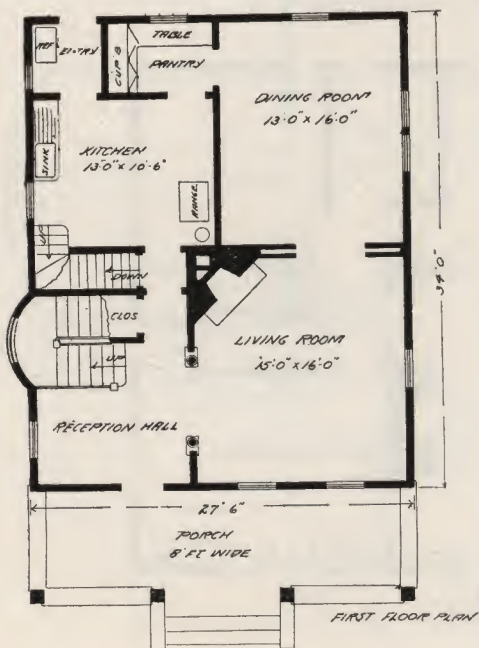 REF
ENTRY
CUP'B
TABLE
PANTRY
DINING ROOM
13'-0" x 16'-0"
KITCHEN
13'0" x 10'-6"
SINK
RANGE
UP
DOWN
CLOS
UP
LIVING ROOM
15'-0" x 16'-0"
RECEPTION HALL
34'-0"
27'6"
PORCH
8' FT WIDE
FIRST FLOOR PLAN